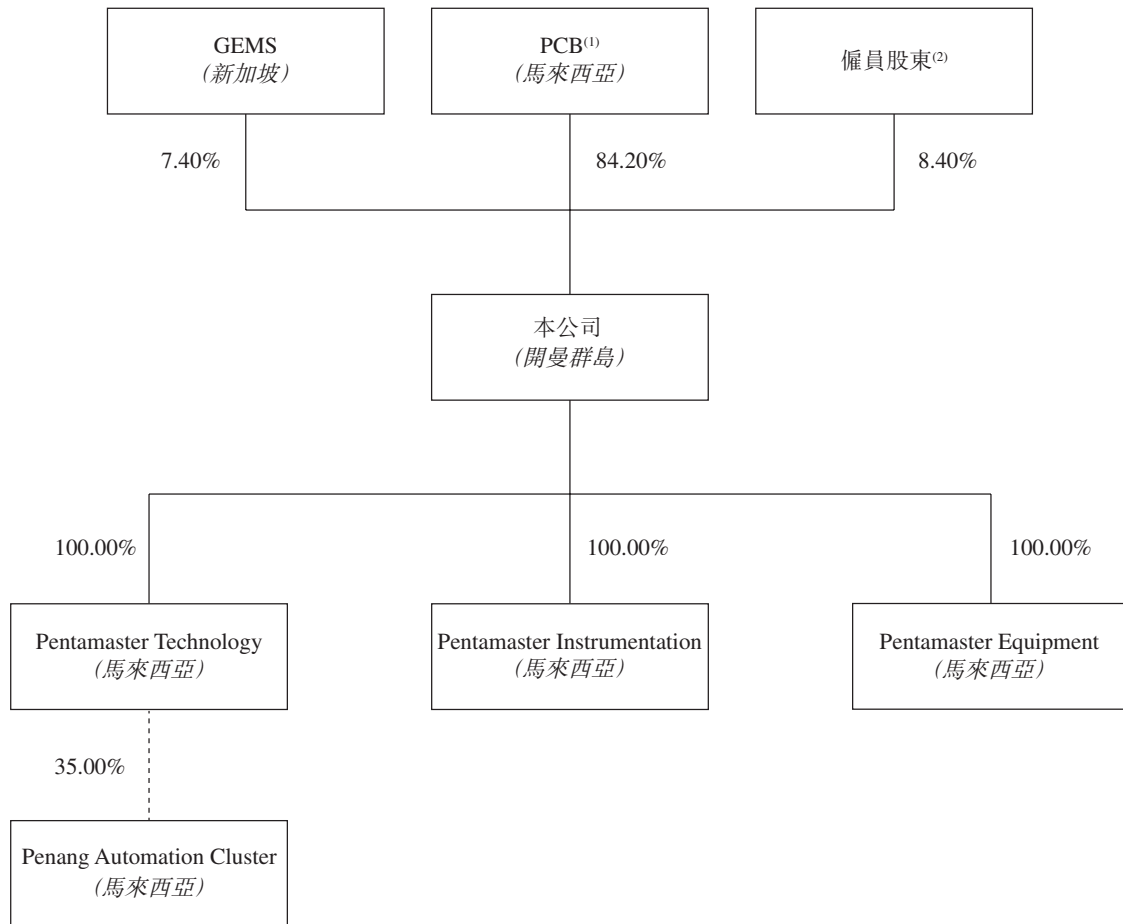 GEMS
(新加坡)
PCB(1)
(馬來西亞)
僱員股東(2)
7.40%
84.20%
8.40%
本公司
(開曼群島)
100.00%
100.00%
100.00%
Pentamaster Technology
(馬來西亞)
Pentamaster Instrumentation
(馬來西亞)
Pentamaster Equipment
(馬來西亞)
35.00%
Penang Automation Cluster
(馬來西亞)